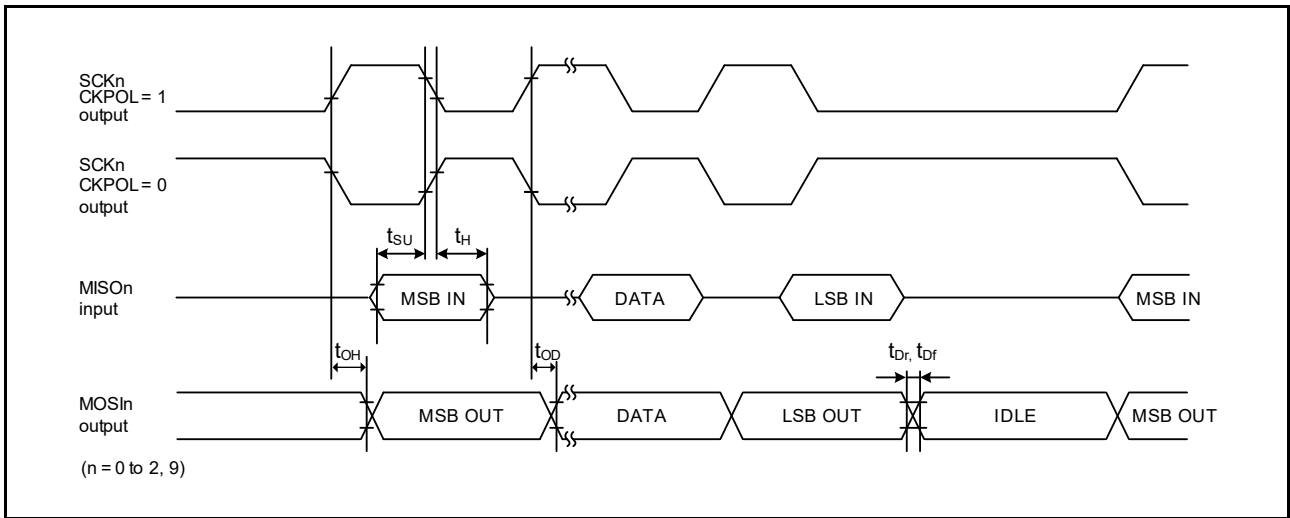 SCKn
CKPOL = 1
output
SCKn
CKPOL = 0
output
tSU
tH
MISOn
input
MSB IN
DATA
LSB IN
MSB IN
tOH
tOD
tDr, tDf
MOSIn
output
MSB OUT
DATA
LSB OUT
IDLE
MSB OUT
(n = 0 to 2, 9)